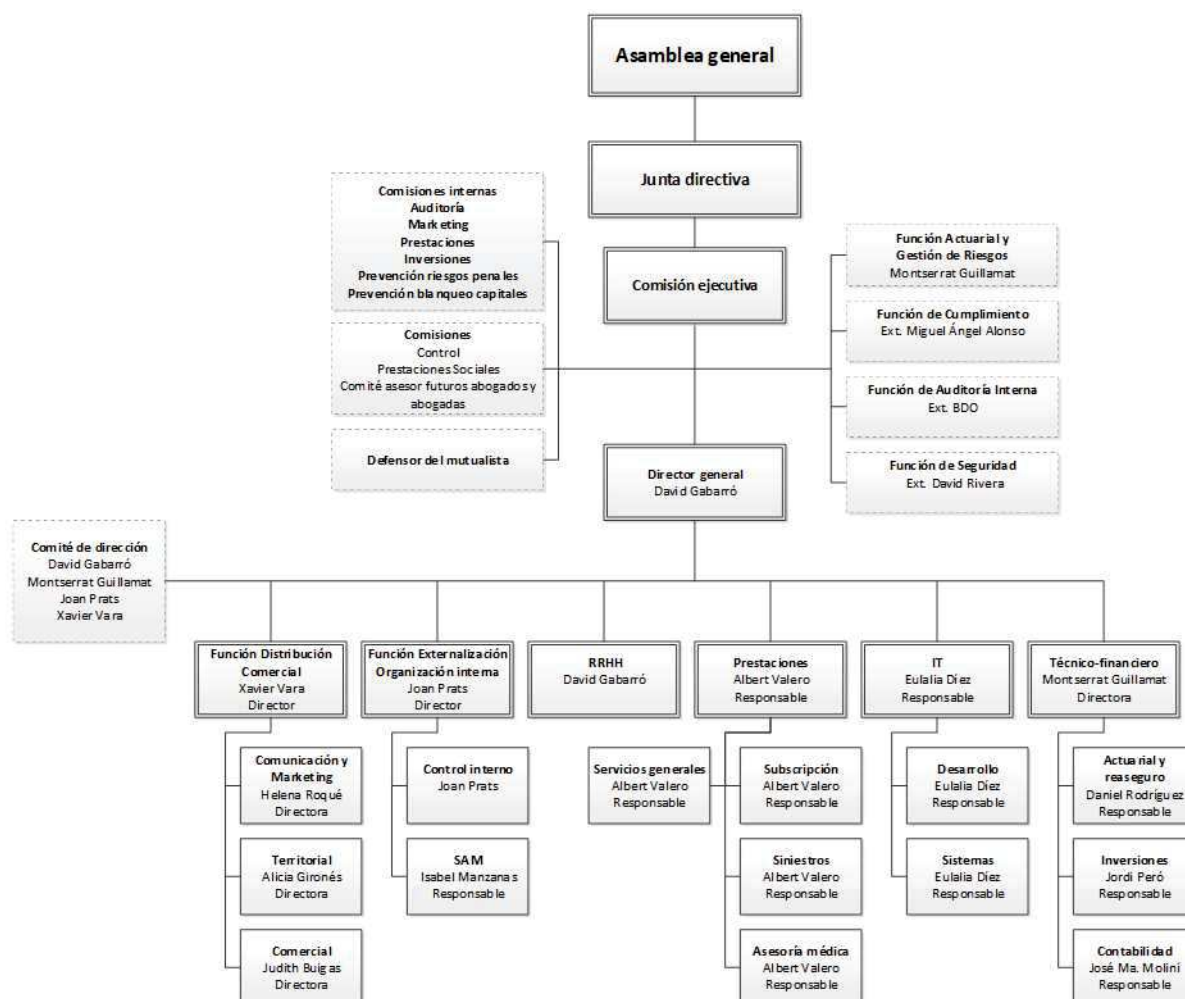 Asamblea general
Junta directiva
Comisiones internas
Auditoría
Marketing
Prestaciones
Inversiones
Prevención riesgos penales
Prevención blanqueo capitales
Comisión ejecutiva
Función Actuarial y
Gestión de Riesgos
Montserrat Guillamat
Función de Cumplimiento
Ext. Miguel Ángel Alonso
Comisiones
Control
Prestaciones Sociales
Comité asesor futuros abogados y
abogadas
Función de Auditoría Interna
Ext. BDO
Defensor del mutualista
Director general
David Gabarró
Función de Seguridad
Ext. David Rivera
Comité de dirección
David Gabarró
Montserrat Guillamat
Joan Prats
Xavier Vara
Función Distribución
Comercial
Xavier Vara
Director
Función Externalización
Organización interna
Joan Prats
Director
RRHH
David Gabarró
Prestaciones
Albert Valero
Responsable
IT
Eulalia Díez
Responsable
Técnico-financiero
Montserrat Guillamat
Directora
Comunicación y
Marketing
Helena Roqué
Directora
Control interno
Joan Prats
Servicios generales
Albert Valero
Responsable
Subscripción
Albert Valero
Responsable
Desarrollo
Eulalia Díez
Responsable
Actuarial y
reaseguro
Daniel Rodríguez
Responsable
Territorial
Alicia Gironés
Directora
SAM
Isabel Manzanas
Responsable
Siniestros
Albert Valero
Responsable
Sistemas
Eulalia Díez
Responsable
Inversiones
Jordi Peró
Responsable
Comercial
Judith Buigas
Directora
Asesoría médica
Albert Valero
Responsable
Contabilidad
José Ma. Moliní
Responsable